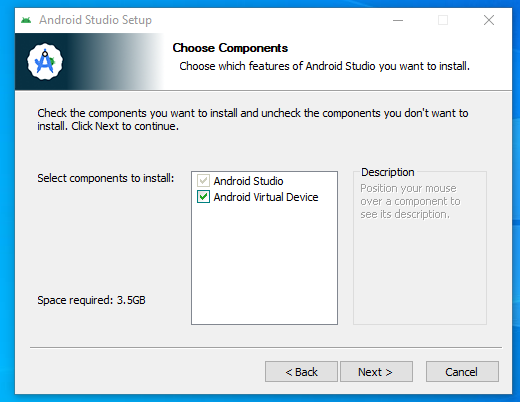 Android Studio Setup
Choose Components
Choose which features of Android Studio you want to install.
Check the components you want to install and uncheck the components you don't want to
install. Click Next to continue.
Select components to install:
Android Studio
Android Virtual Device
Description
Position your mouse
over a component to
see its description.
Space required: 3.5GB
< Back
Next >
Cancel